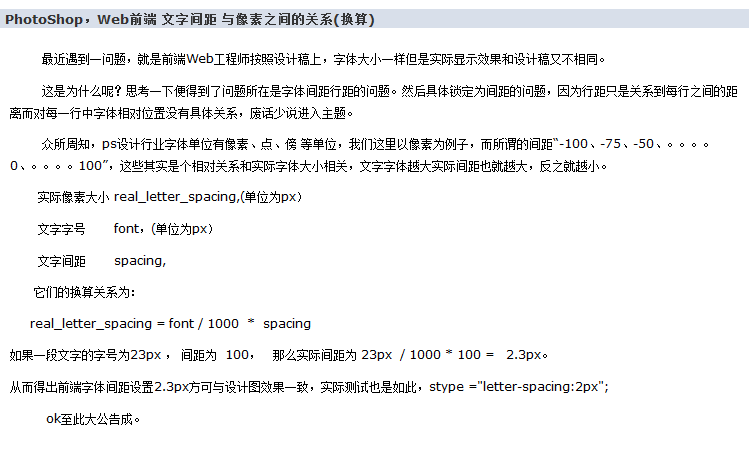 PhotoShop，Web前端 文字间距 与像素之间的关系(换算)
最近遇到一问题，就是前端Web工程师按照设计稿上，字体大小一样但是实际显示效果和设计稿又不相同。
这是为什么呢？思考一下便得到了问题所在是字体间距行距的问题。然后具体锁定为间距的问题，因为行距只是关系到每行之间的距
离而对每一行中字体相对位置没有具体关系，废话少说进入主题。
众所周知，ps设计行业字体单位有像素、点、傍 等单位，我们这里以像素为例子，而所谓的间距“-100、-75、-50、。。。。
0、。。。。100”，这些其实是个相对关系和实际字体大小相关，文字字体越大实际间距也就越大，反之就越小。
实际像素大小 real_letter_spacing,(单位为px）
文字字号 font，(单位为px）
文字间距 spacing,
它们的换算关系为：
real_letter_spacing = font / 1000 * spacing
如果一段文字的字号为23px ， 间距为 100， 那么实际间距为 23px / 1000 * 100 = 2.3px。
从而得出前端字体间距设置2.3px方可与设计图效果一致，实际测试也是如此，stype ="letter-spacing:2px";
ok至此大公告成。